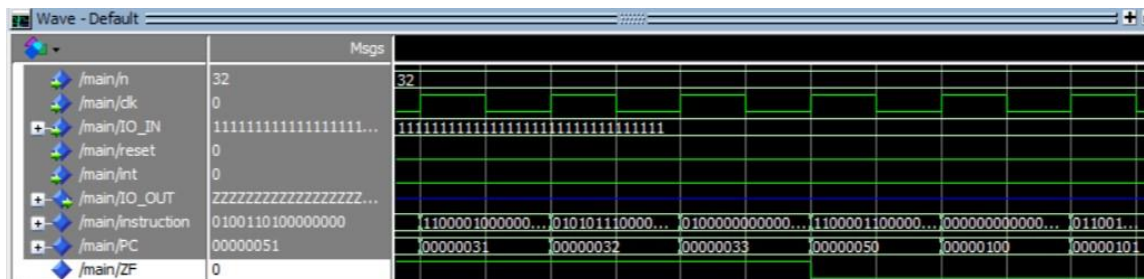 Wave - Default
Msgs
/main/n 32 32
/main/clk 0
/main/IO_IN 111111111111111111... 11111111111111111111111111111111
/main/reset 0
/main/int 0
/main/IO_OUT ZZZZZZZZZZZZZZZZZZ...
/main/instruction 0100110100000000 1100001000000... 010101110000... 0100000000000... 1100001100000... 000000000000... 011001...
/main/PC 00000051 00000031 00000032 00000033 00000050 00000100 00000101
/main/ZF 0